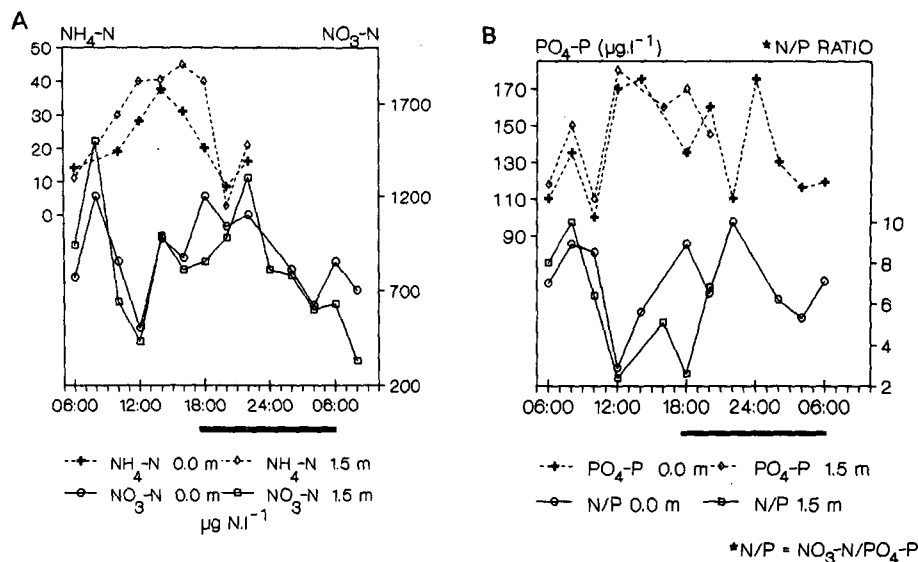 A
NH4-N NO3-N
50
40
30
20
10
0
1700
1200
700
200
06:00 12:00 18:00 24:00 06:00
NH4-N 0.0 m NH4-N 1.5 m
NO3-N 0.0 m NO3-N 1.5 m
µg N.l⁻¹
B
PO4-P (µg.l⁻¹) *N/P RATIO
170
150
130
110
90
10
8
6
4
2
06:00 12:00 18:00 24:00 06:00
PO4-P 0.0 m PO4-P 1.5 m
N/P 0.0 m N/P 1.5 m
*N/P = NO3-N/PO4-P